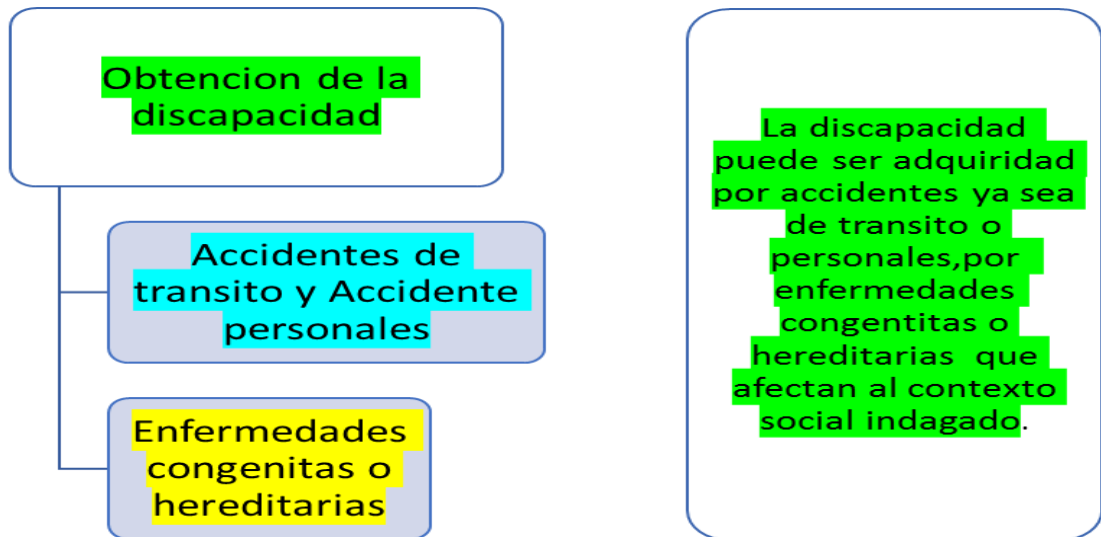 Obtencion de la
discapacidad
Accidentes de
transito y Accidente
personales
Enfermedades
congenitas o
hereditarias
La discapacidad
puede ser adquiridad
por accidentes ya sea
de transito o
personales,por
enfermedades
congentitas o
hereditarias que
afectan al contexto
social indagado.